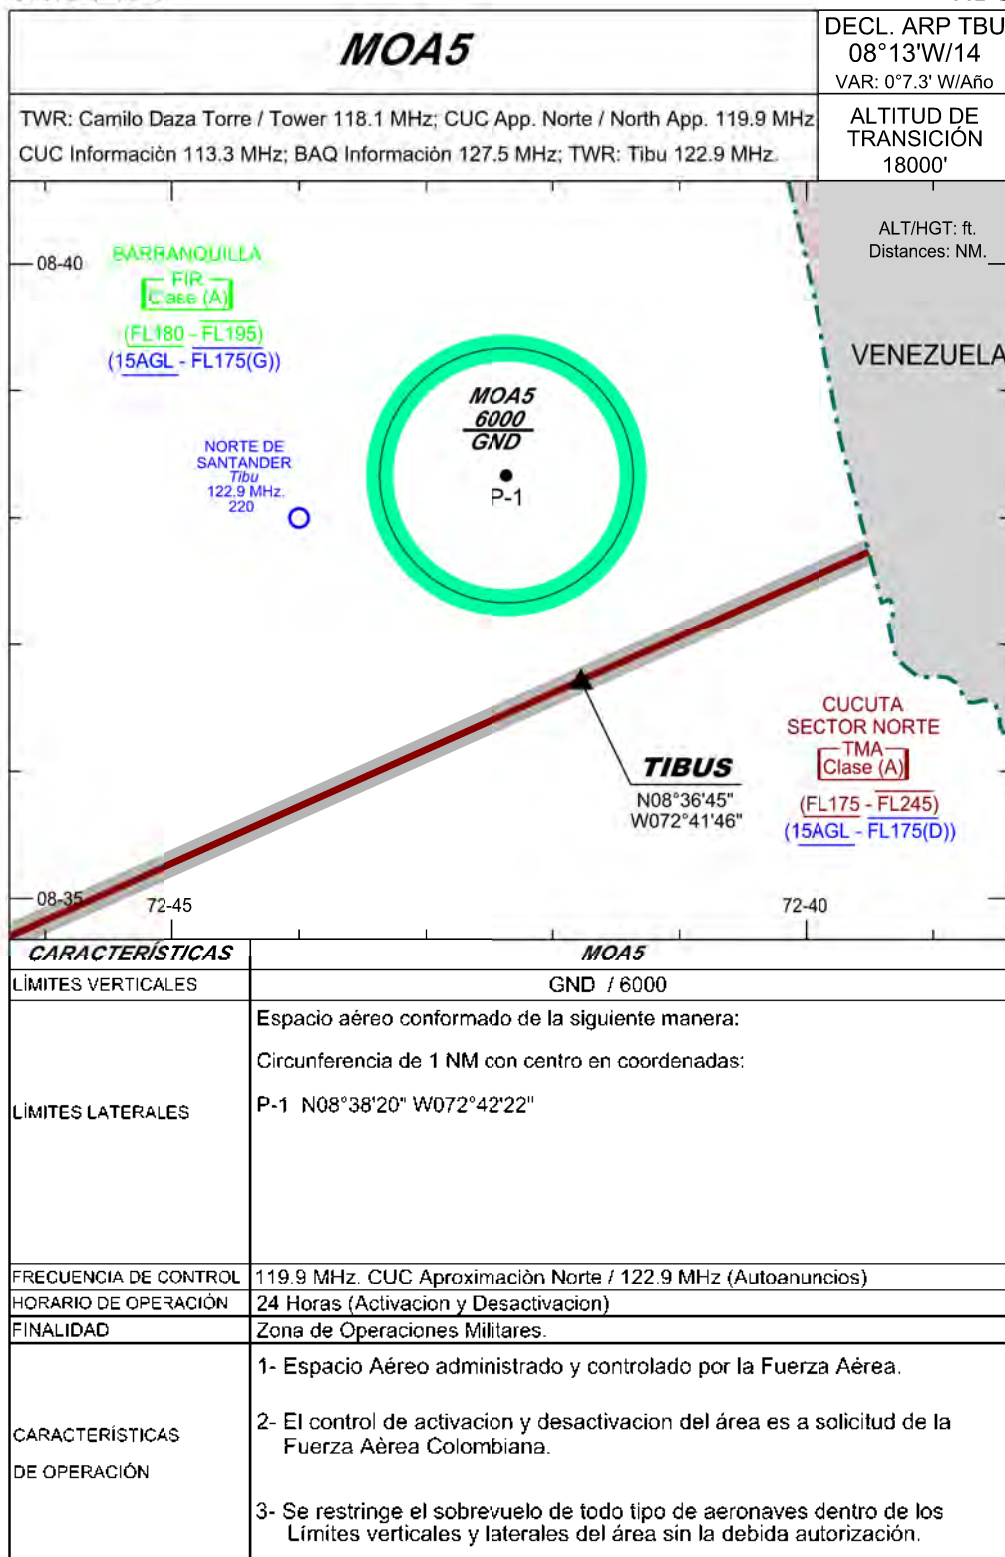 MOA5
DECL. ARP TBU
08°13'W/14
VAR: 0°7.3' W/Año
TWR: Camilo Daza Torre / Tower 118.1 MHz; CUC App. Norte / North App. 119.9 MHz
CUC Información 113.3 MHz; BAQ Información 127.5 MHz; TWR: Tibu 122.9 MHz.
ALTITUD DE
TRANSICIÓN
18000'
ALT/HGT: ft.
Distances: NM.
08-40
BARRANQUILLA
FIR
Clase (A)
(FL180 - FL195)
(15AGL - FL175(G))
VENEZUELA
MOA5
6000
GND
P-1
NORTE DE
SANTANDER
Tibu
122.9 MHz.
220
CUCUTA
SECTOR NORTE
TMA
Clase (A)
(FL175 - FL245)
(15AGL - FL175(D))
TIBUS
N08°36'45"
W072°41'46"
08-35
72-45
72-40
CARACTERÍSTICAS
MOA5
LÍMITES VERTICALES
GND / 6000
LÍMITES LATERALES
Espacio aéreo conformado de la siguiente manera:
Circunferencia de 1 NM con centro en coordenadas:
P-1 N08°38'20" W072°42'22"
FRECUENCIA DE CONTROL
119.9 MHz. CUC Aproximaciòn Norte / 122.9 MHz (Autoanuncios)
HORARIO DE OPERACIÓN
24 Horas (Activacion y Desactivacion)
FINALIDAD
Zona de Operaciones Militares.
CARACTERÍSTICAS
DE OPERACIÓN
1- Espacio Aéreo administrado y controlado por la Fuerza Aérea.
2- El control de activacion y desactivacion del área es a solicitud de la
Fuerza Aèrea Colombiana.
3- Se restringe el sobrevuelo de todo tipo de aeronaves dentro de los
Límites verticales y laterales del área sin la debida autorización.